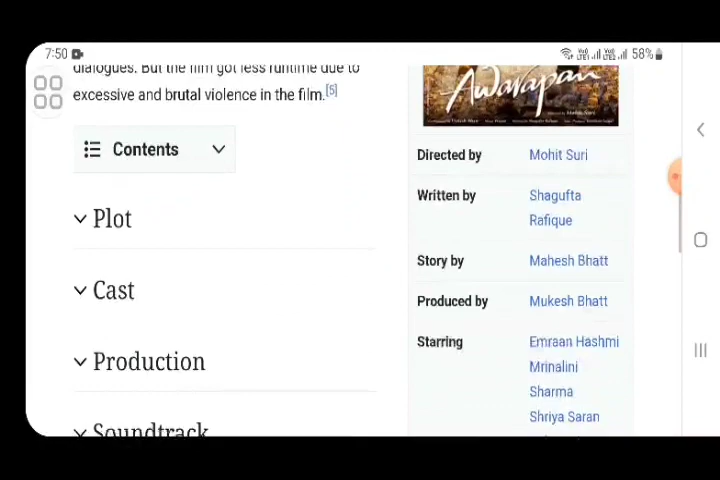 7:50
58%
dialogues. But the film got less runtime due to
excessive and brutal violence in the film.[5]
Contents
Plot
Cast
Production
Soundtrack
Awarapan
Directed by Mohit Suri
Written by Shagufta
Rafique
Story by Mahesh Bhatt
Produced by Mukesh Bhatt
Starring Emraan Hashmi
Mrinalini
Sharma
Shriya Saran